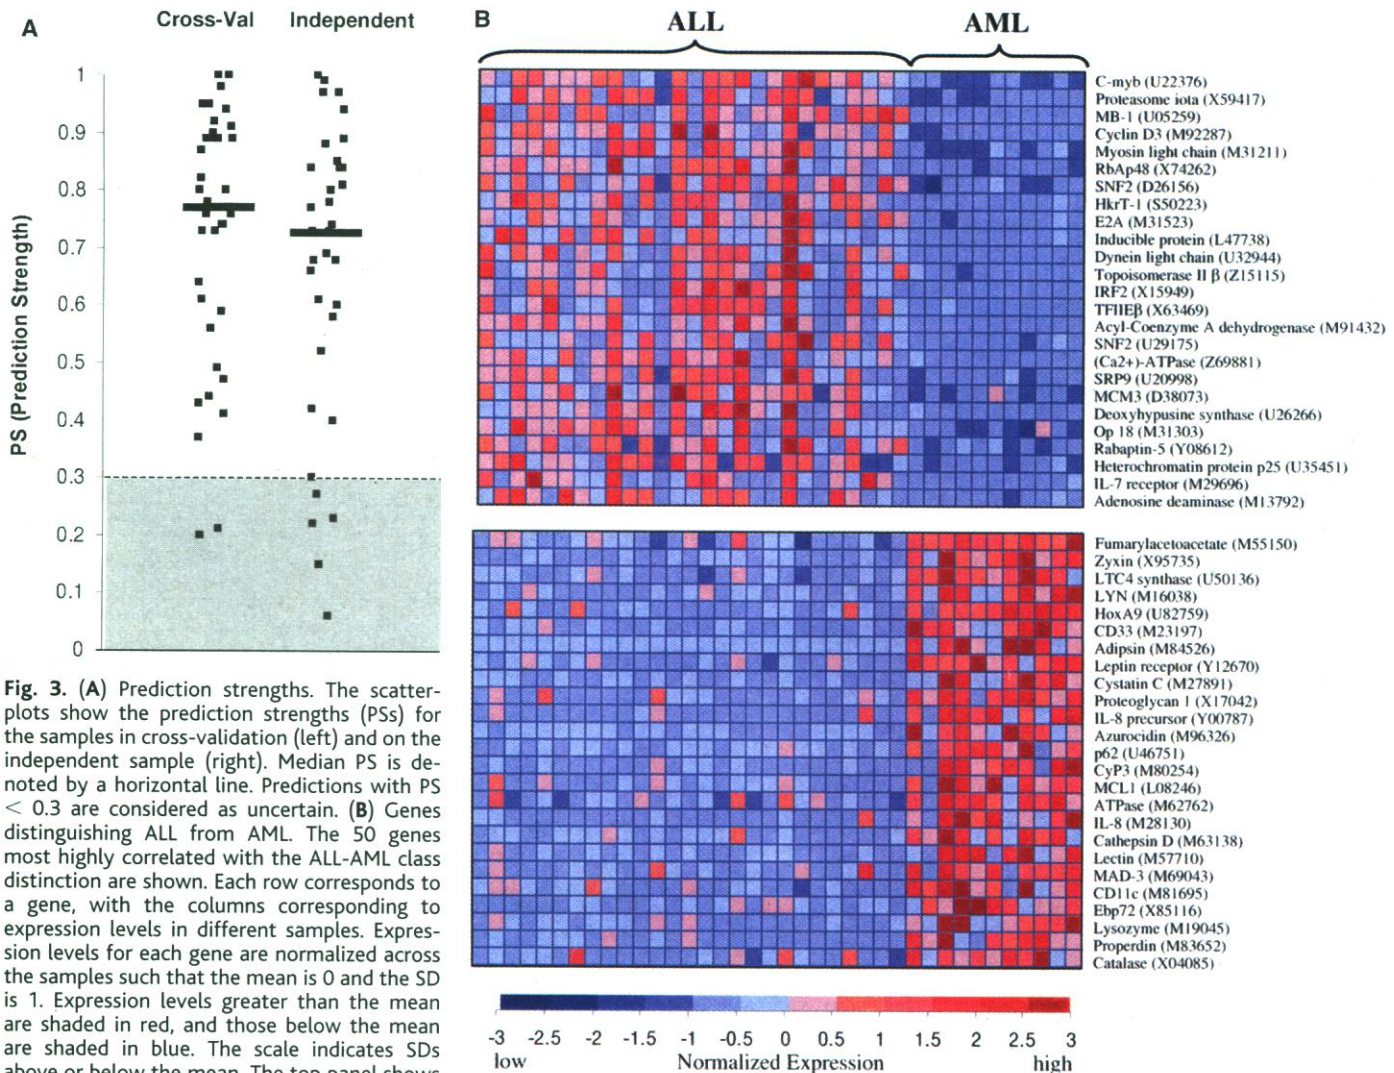 A
Cross-Val
Independent
PS (Prediction Strength)
1
0.9
0.8
0.7
0.6
0.5
0.4
0.3
0.2
0.1
0
Fig. 3. (A) Prediction strengths. The scatter-
plots show the prediction strengths (PSs) for
the samples in cross-validation (left) and on the
independent sample (right). Median PS is de-
noted by a horizontal line. Predictions with PS
< 0.3 are considered as uncertain. (B) Genes
distinguishing ALL from AML. The 50 genes
most highly correlated with the ALL-AML class
distinction are shown. Each row corresponds to
a gene, with the columns corresponding to
expression levels in different samples. Expres-
sion levels for each gene are normalized across
the samples such that the mean is 0 and the SD
is 1. Expression levels greater than the mean
are shaded in red, and those below the mean
are shaded in blue. The scale indicates SDs
above or below the mean. The top panel shows
B
ALL
AML
C-myb (U22376)
Proteasome iota (X59417)
MB-1 (U05259)
Cyclin D3 (M92287)
Myosin light chain (M31211)
RbAp48 (X74262)
SNF2 (D26156)
HkrT-1 (S50223)
E2A (M31523)
Inducible protein (L47738)
Dynein light chain (U32944)
Topoisomerase II β (Z15115)
IRF2 (X15949)
TFIIEβ (X63469)
Acyl-Coenzyme A dehydrogenase (M91432)
SNF2 (U29175)
(Ca2+)-ATPase (Z69881)
SRP9 (U20998)
MCM3 (D38073)
Deoxyhypusine synthase (U26266)
Op 18 (M31303)
Rabaptin-5 (Y08612)
Heterochromatin protein p25 (U35451)
IL-7 receptor (M29696)
Adenosine deaminase (M13792)
Fumarylacetoacetate (M55150)
Zyxin (X95735)
LTC4 synthase (U50136)
LYN (M16038)
HoxA9 (U82759)
CD33 (M23197)
Adipsin (M84526)
Leptin receptor (Y12670)
Cystatin C (M27891)
Proteoglycan 1 (X17042)
IL-8 precursor (Y00787)
Azurocidin (M96326)
p62 (U46751)
CyP3 (M80254)
MCL1 (L08246)
ATPase (M62762)
IL-8 (M28130)
Cathepsin D (M63138)
Lectin (M57710)
MAD-3 (M69043)
CD11c (M81695)
Ebp72 (X85116)
Lysozyme (M19045)
Properdin (M83652)
Catalase (X04085)
-3 -2.5 -2 -1.5 -1 -0.5 0 0.5 1 1.5 2 2.5 3
low Normalized Expression high